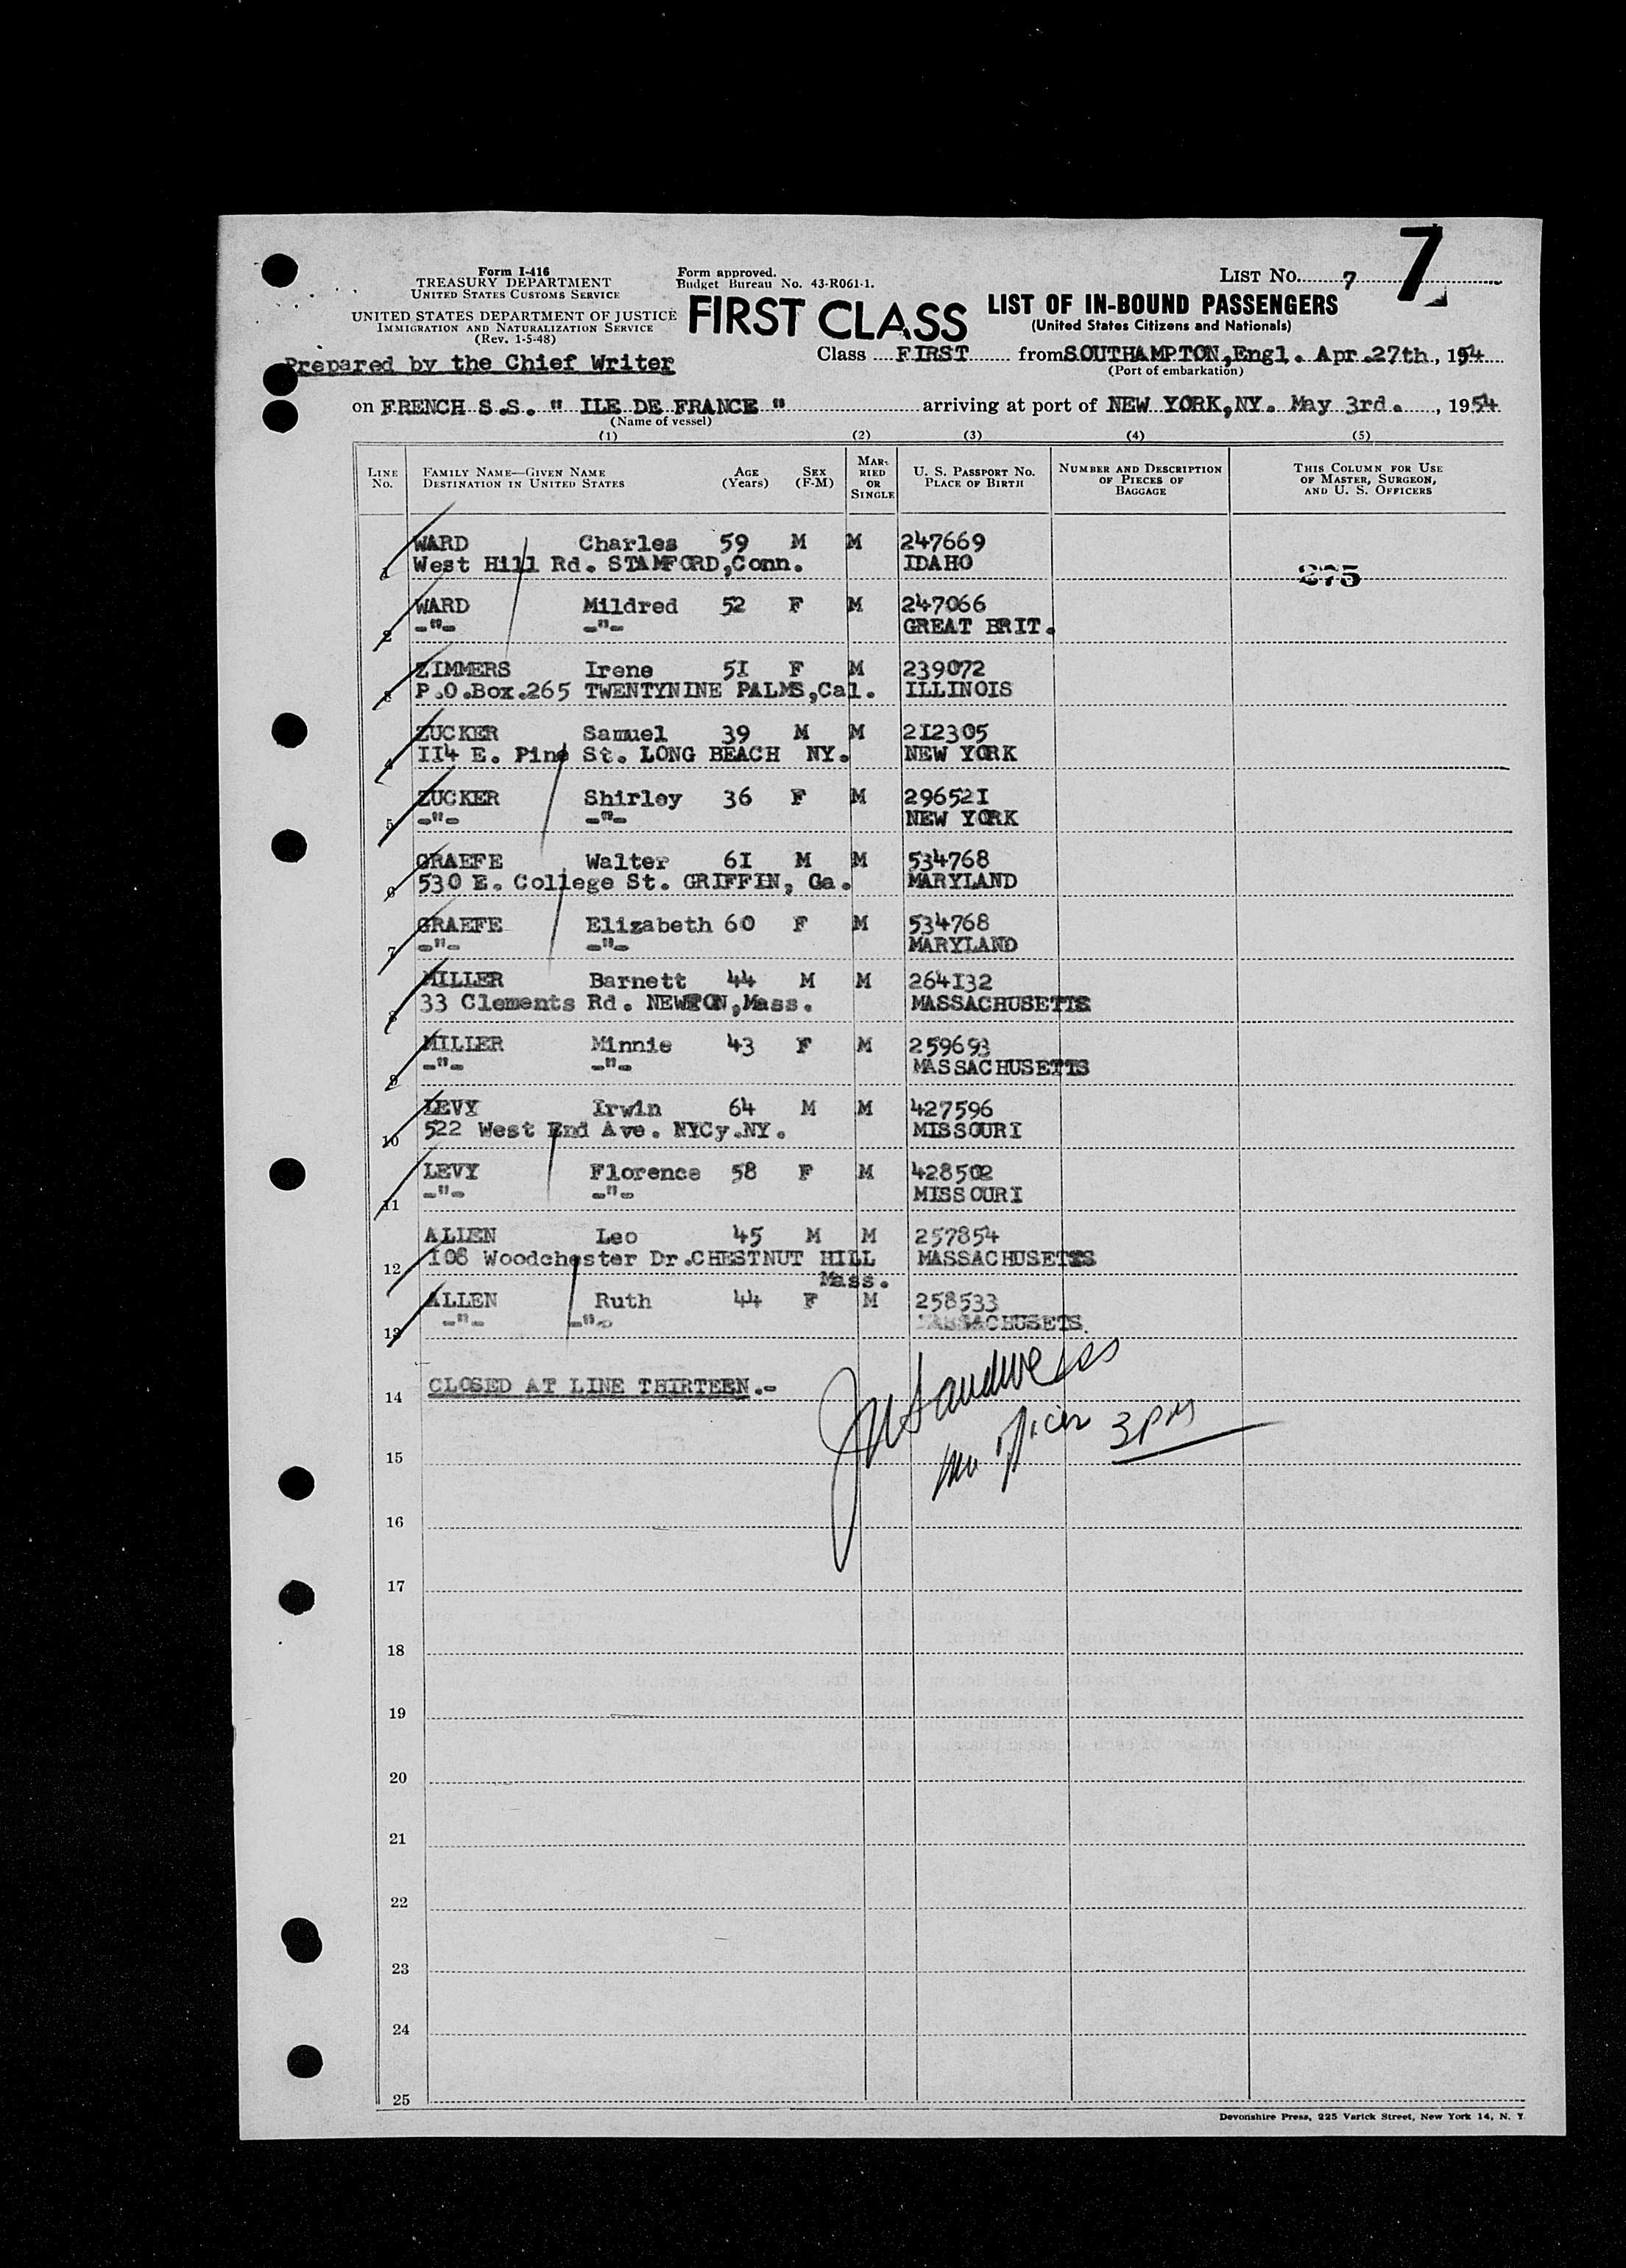 Form I-416
TREASURY DEPARTMENT
UNITED STATES CUSTOMS SERVICE
UNITED STATES DEPARTMENT OF JUSTICE
IMMIGRATION AND NATURALIZATION SERVICE
(Rev. 1-5-48)
Prepared by the Chief Writer
Form approved.
Budget Bureau No. 43-R061-1.
FIRST CLASS
LIST NO. 7
7
LIST OF IN-BOUND PASSENGERS
(United States Citizens and Nationals)
Class FIRST from SOUTHAMPTON,Engl. Apr.27th., 1954
(Port of embarkation)
on FRENCH S.S. " ILE DE FRANCE " arriving at port of NEW YORK,NY. May 3rd. , 1954
(Name of vessel)
(1) (2) (3) (4) (5)
LINE NO.
FAMILY NAME—GIVEN NAME
DESTINATION IN UNITED STATES
AGE (Years)
SEX (F-M)
MARRIED OR SINGLE
U. S. PASSPORT NO.
PLACE OF BIRTH
NUMBER AND DESCRIPTION OF PIECES OF BAGGAGE
THIS COLUMN FOR USE OF MASTER, SURGEON, AND U. S. OFFICERS
WARD Charles 59 M M 247669
1 West Hill Rd. STAMFORD,Conn. IDAHO
275
WARD Mildred 52 F M 247066
2 -"- -"- GREAT BRIT.
ZIMMERS Irene 5I F M 239072
3 P.O.Box.265 TWENTYNINE PALMS,Cal. ILLINOIS
ZUCKER Samuel 39 M M 2I2305
4 II4 E. Pine St. LONG BEACH NY. NEW YORK
ZUCKER Shirley 36 F M 29652I
5 -"- -"- NEW YORK
GRAEFE Walter 6I M M 534768
6 530 E. College St. GRIFFIN, Ga. MARYLAND
GRAEFE Elizabeth 60 F M 534768
7 -"- -"- MARYLAND
MILLER Barnett 44 M M 264I32
8 33 Clements Rd. NEWTON,Mass. MASSACHUSETTS
MILLER Minnie 43 F M 259693
9 -"- -"- MASSACHUSETTS
LEVY Irwin 64 M M 427596
10 522 West End Ave. NYCy.NY. MISSOURI
LEVY Florence 58 F M 428502
11 -"- -"- MISSOURI
ALLEN Leo 45 M M 257854
12 108 Woodchester Dr.CHESTNUT HILL MASSACHUSETTS
Mass.
ALLEN Ruth 44 F M 258533
13 -"- -"- MASSACHUSETS
14 CLOSED AT LINE THIRTEEN.-
officer 3PM
15
16
17
18
19
20
21
22
23
24
25
Devonshire Press, 225 Varick Street, New York 14, N. Y.